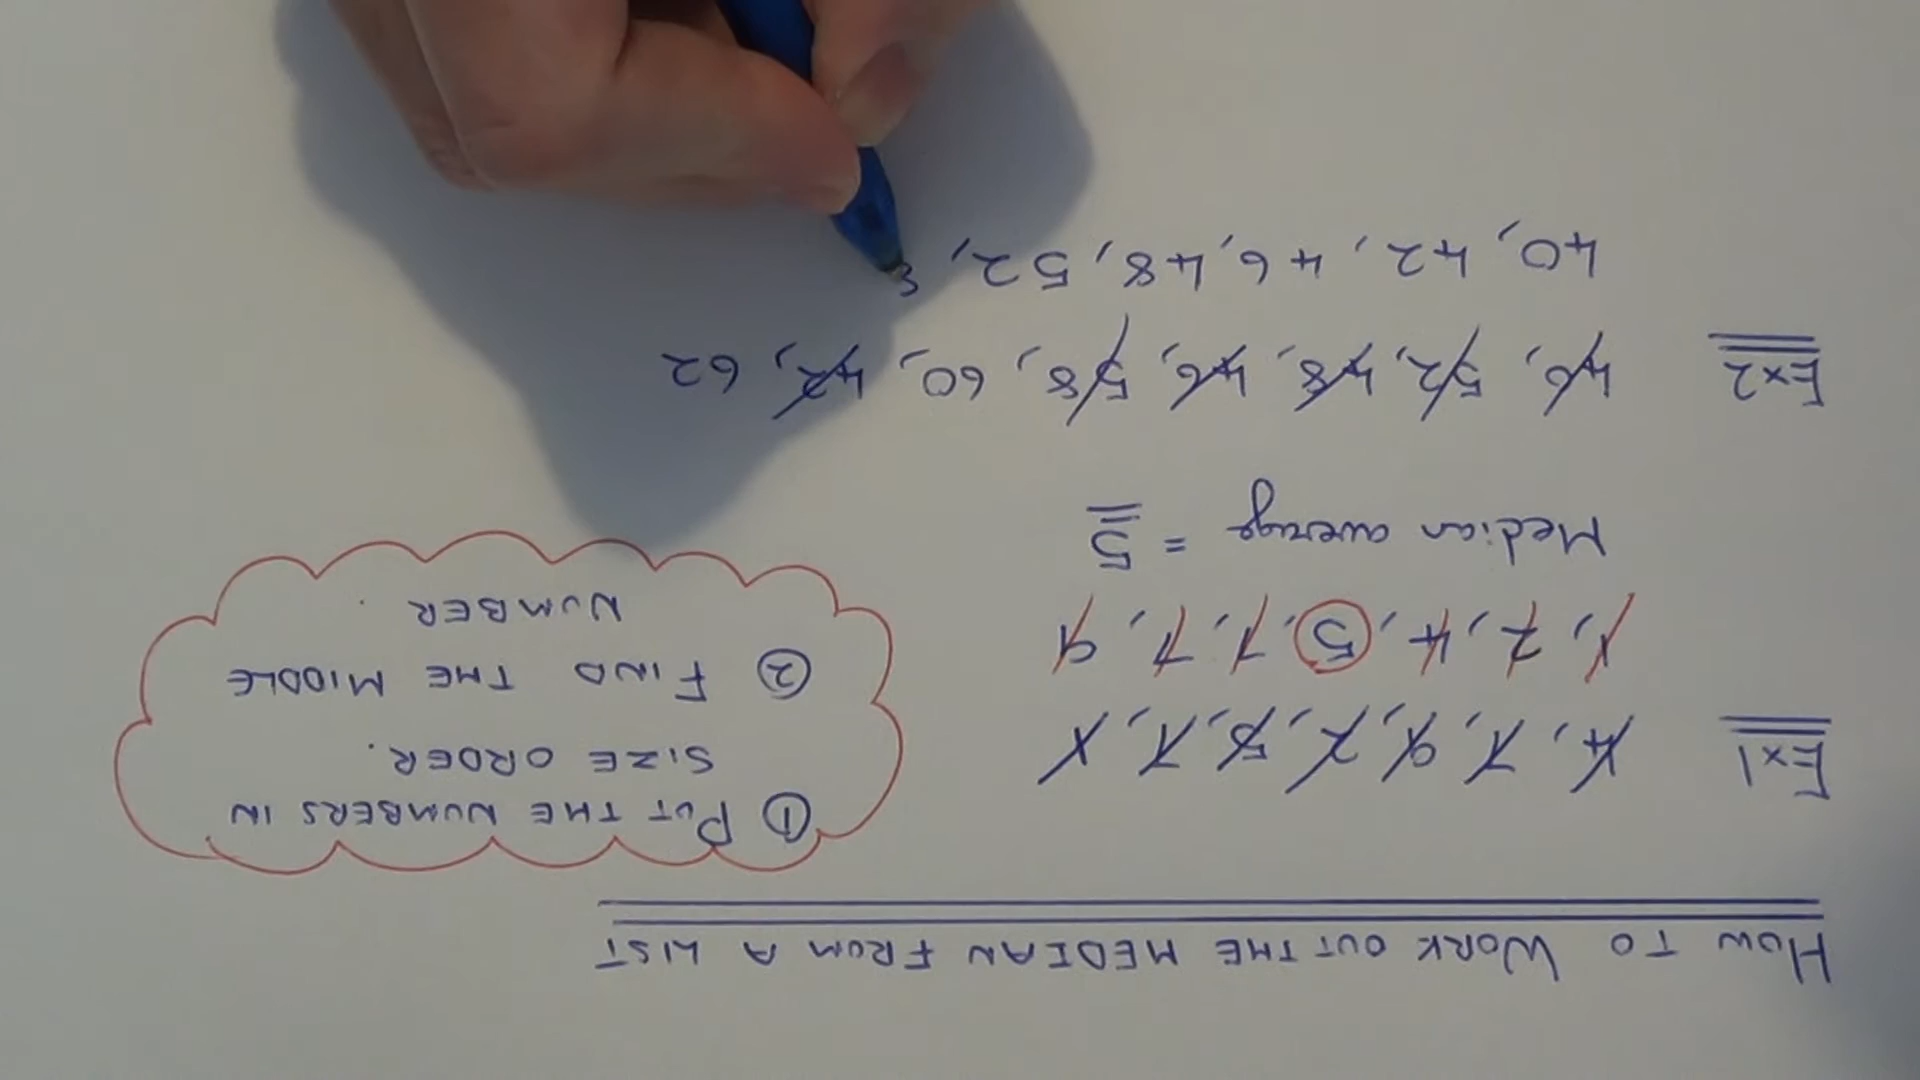 HOW TO WORK OUT THE MEDIAN FROM A LIST
Ex1 4, 7, 9, 2, 5, 7, 1
1, 2, 4, 5, 7, 7, 9
Median average = 5
① PUT THE NUMBERS IN
SIZE ORDER.
② FIND THE MIDDLE
NUMBER.
Ex2 40, 52, 48, 46, 58, 60, 42, 62
40, 42, 46, 48, 52,